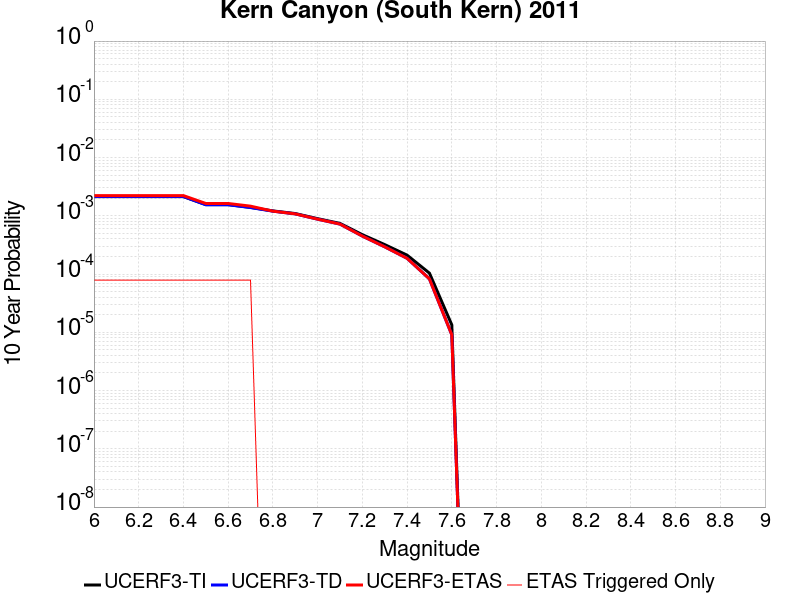 Kern Canyon (South Kern) 2011
10 0
10 -1
10 -2
10 -3
10 -4
10 -5
10 -6
10 -7
10 -8
10 Year Probability
6 6.2 6.4 6.6 6.8 7 7.2 7.4 7.6 7.8 8 8.2 8.4 8.6 8.8 9
Magnitude
UCERF3-TI UCERF3-TD UCERF3-ETAS ETAS Triggered Only